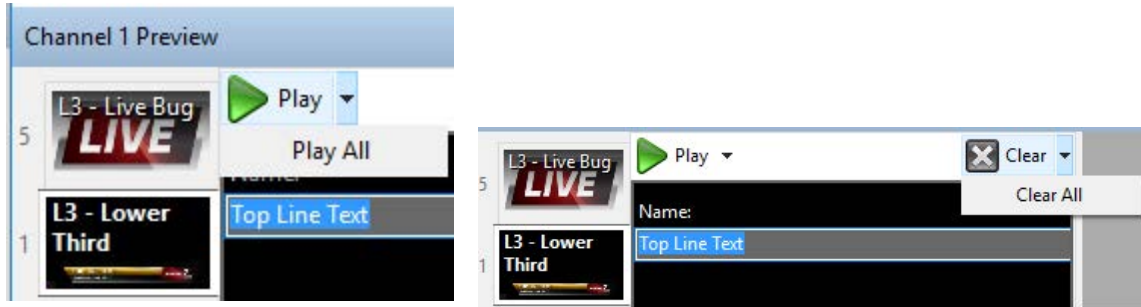 Channel 1 Preview
5
L3 - Live Bug
LIVE
Play
Play All
Name:
1
L3 - Lower
Third
Top Line Text
5
L3 - Live Bug
LIVE
Play
Clear
Clear All
Name:
1
L3 - Lower
Third
Top Line Text